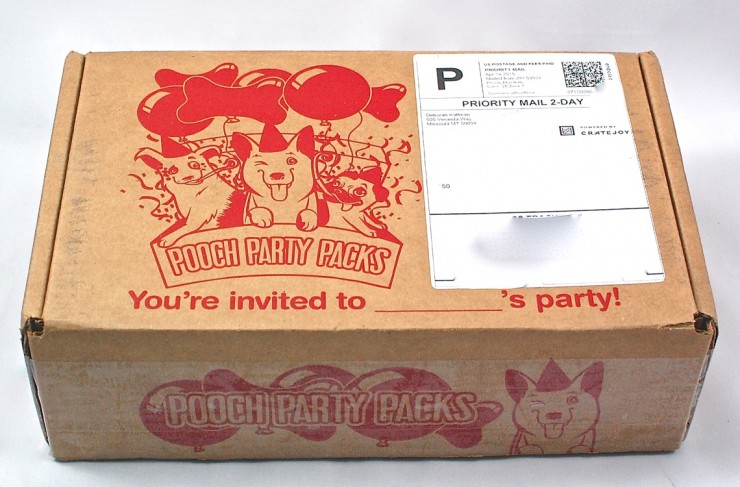 US POSTAGE AND FEES PAID
PRIORITY MAIL
P
PRIORITY MAIL 2-DAY
POWERED BY
CRATEJOY
SO
POOCH PARTY PACKS
You're invited to ________'s party!
POOCH PARTY PACKS